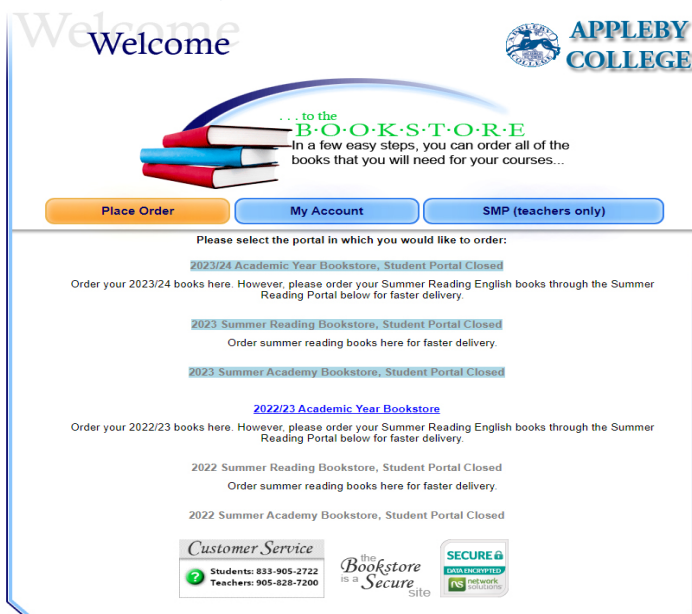 Welcome
Welcome
APPLEBY
COLLEGE
APPLEBY
COLLEGE
. . . to the
B·O·O·K·S·T·O·R·E
In a few easy steps, you can order all of the
books that you will need for your courses...
Place Order
My Account
SMP (teachers only)
Please select the portal in which you would like to order:
2023/24 Academic Year Bookstore, Student Portal Closed
Order your 2023/24 books here. However, please order your Summer Reading English books through the Summer
Reading Portal below for faster delivery.
2023 Summer Reading Bookstore, Student Portal Closed
Order summer reading books here for faster delivery.
2023 Summer Academy Bookstore, Student Portal Closed
2022/23 Academic Year Bookstore
Order your 2022/23 books here. However, please order your Summer Reading English books through the Summer
Reading Portal below for faster delivery.
2022 Summer Reading Bookstore, Student Portal Closed
Order summer reading books here for faster delivery.
2022 Summer Academy Bookstore, Student Portal Closed
Customer Service
Students: 833-905-2722
Teachers: 905-828-7200
the
Bookstore
is a Secure
site
SECURE
DATA ENCRYPTED
ns network
solutions